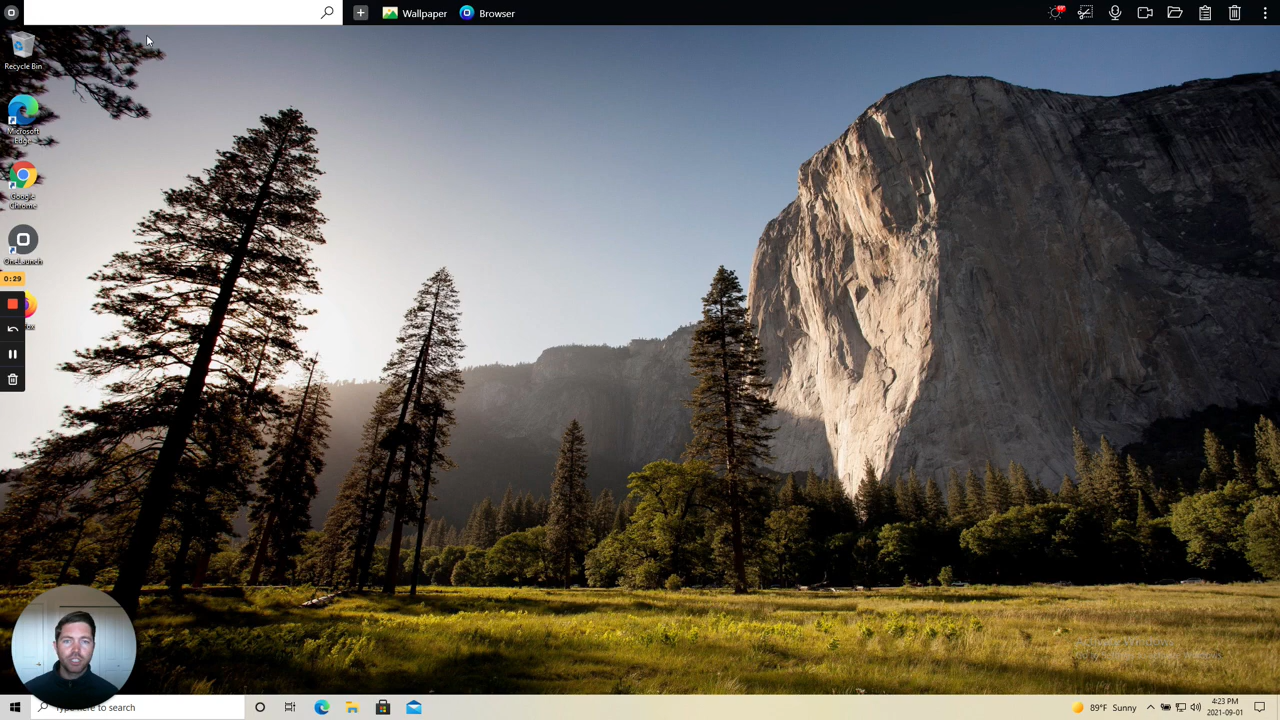 Wallpaper
Browser
Recycle Bin
Microsoft
Edge
Google
Chrome
OneLaunch
0:29
Type here to search
89°F Sunny
4:23 PM
2021-09-01